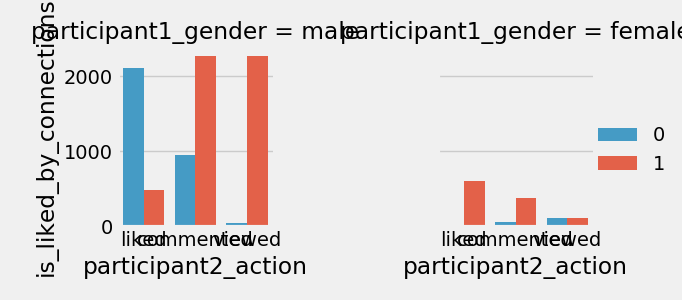 participant1_gender = male
participant1_gender = female
is_liked_by_connections
2000
1000
0
liked
commented
viewed
liked
commented
viewed
participant2_action
participant2_action
0
1